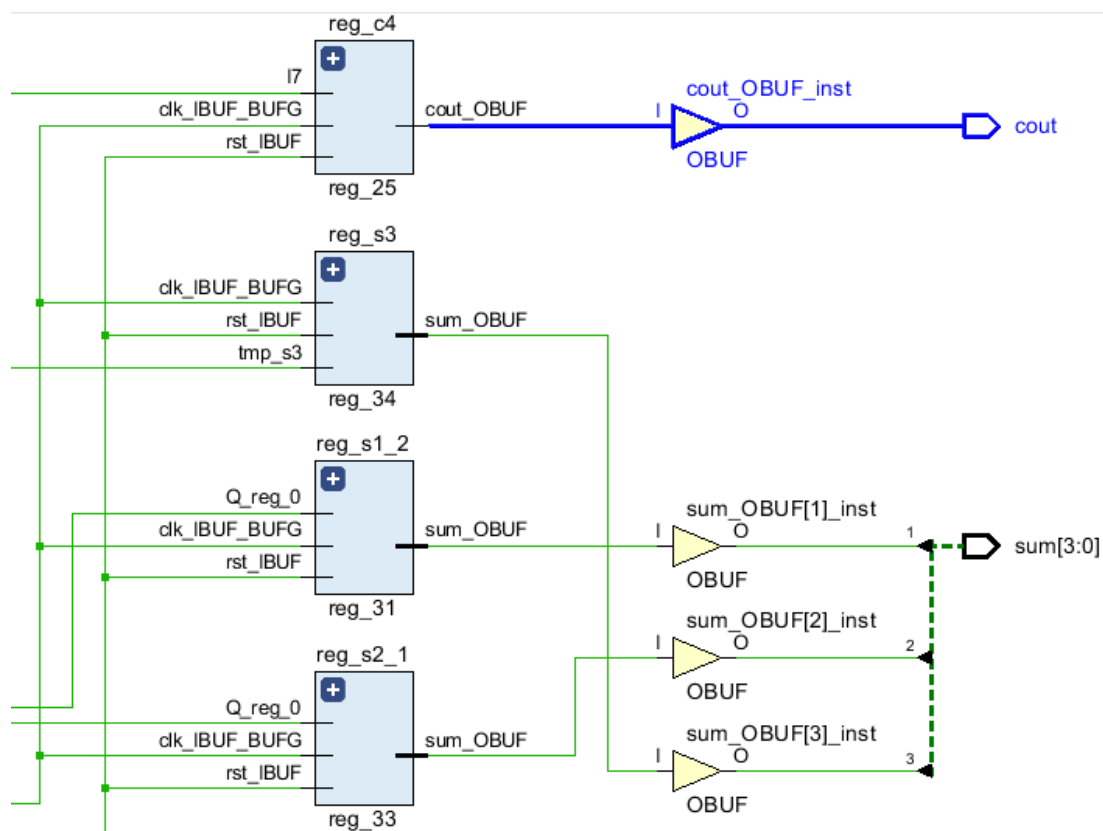 reg_c4
I7
clk_IBUF_BUFG
rst_IBUF
cout_OBUF
reg_25
cout_OBUF_inst
I
O
OBUF
cout
reg_s3
clk_IBUF_BUFG
rst_IBUF
tmp_s3
sum_OBUF
reg_34
reg_s1_2
Q_reg_0
clk_IBUF_BUFG
rst_IBUF
sum_OBUF
reg_31
sum_OBUF[1]_inst
I
O
OBUF
1
sum[3:0]
sum_OBUF[2]_inst
I
O
OBUF
2
reg_s2_1
Q_reg_0
clk_IBUF_BUFG
rst_IBUF
sum_OBUF
reg_33
sum_OBUF[3]_inst
I
O
OBUF
3